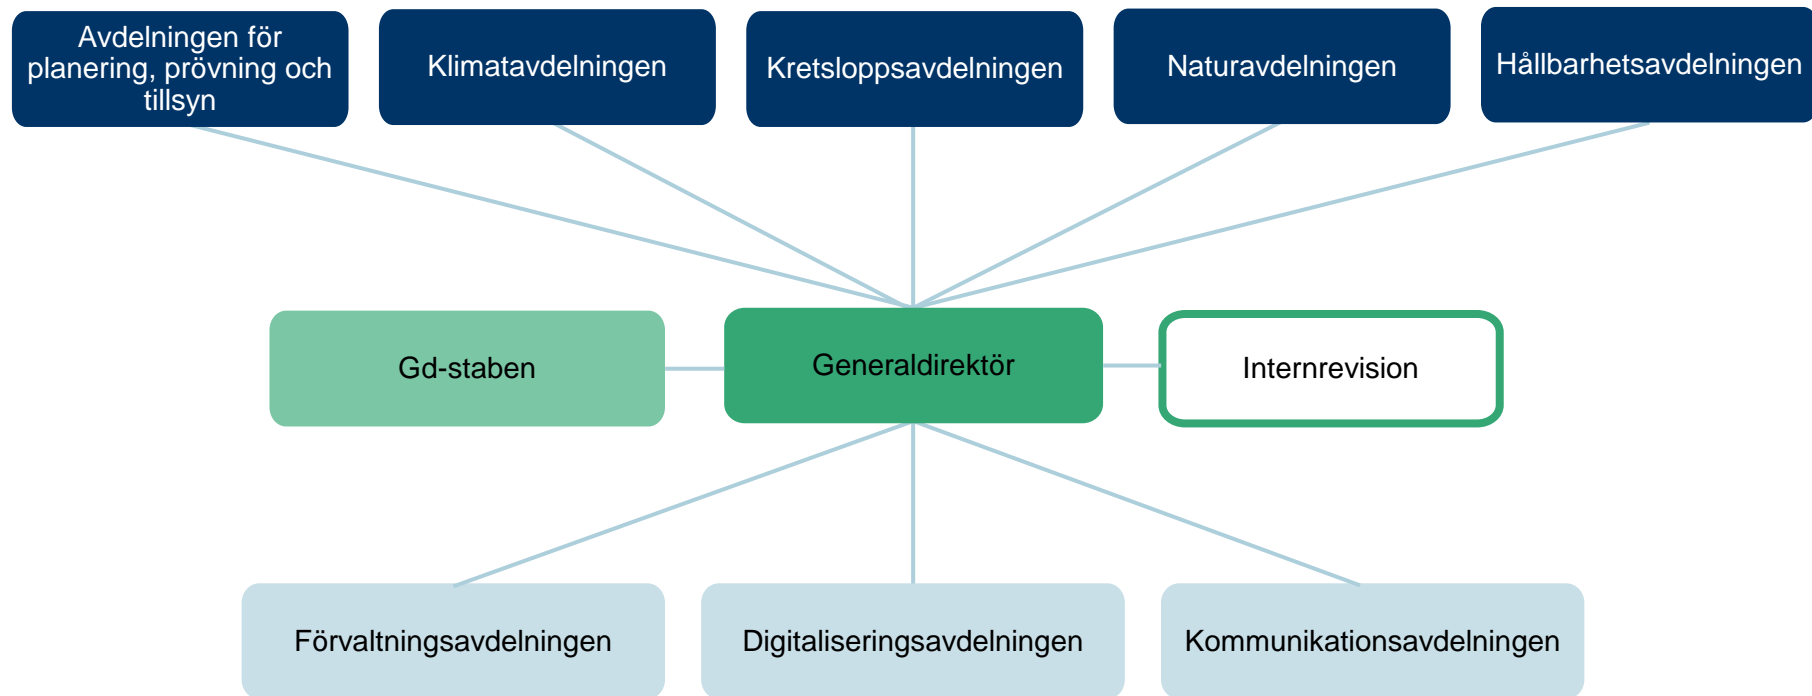 Avdelningen för
planering, prövning och
tillsyn
Klimatavdelningen
Kretsloppsavdelningen
Naturavdelningen
Hållbarhetsavdelningen
Gd-staben
Generaldirektör
Internrevision
Förvaltningsavdelningen
Digitaliseringsavdelningen
Kommunikationsavdelningen